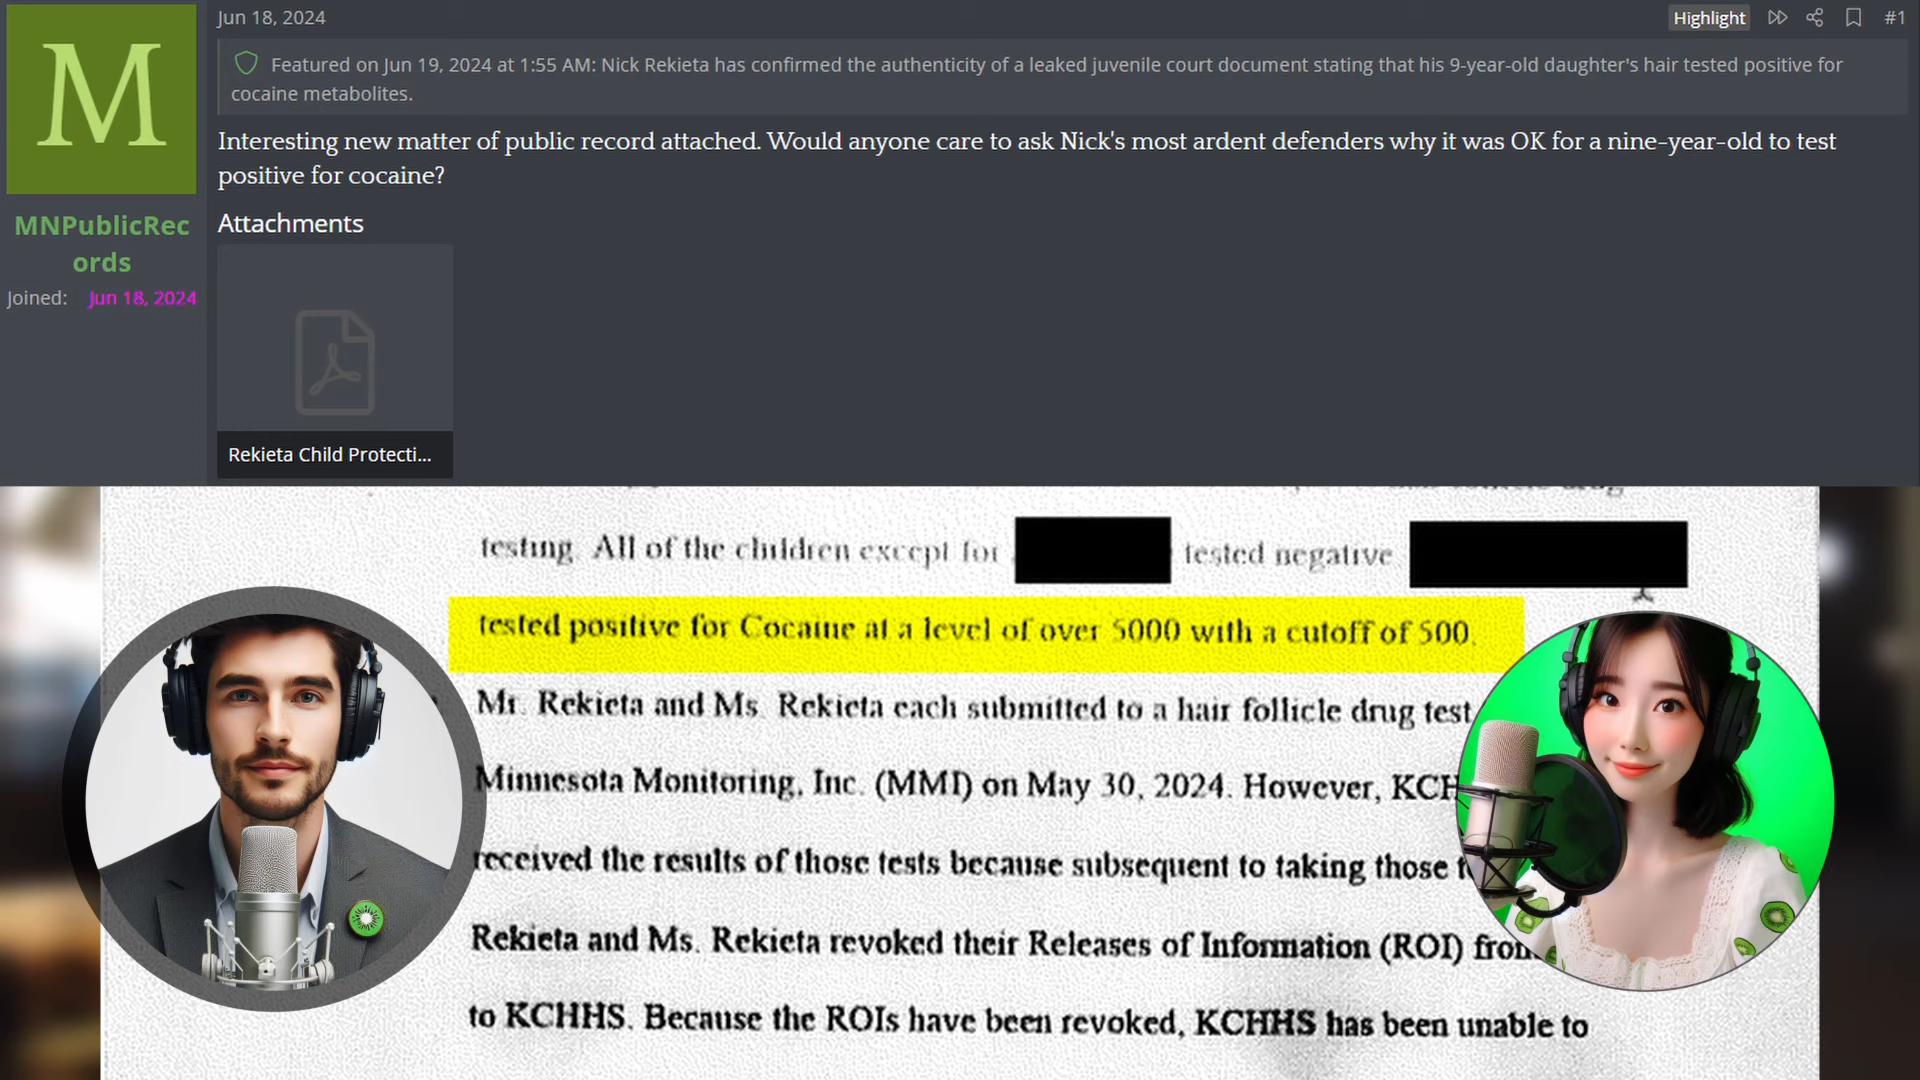 Jun 18, 2024
Highlight
#1
Featured on Jun 19, 2024 at 1:55 AM: Nick Rekieta has confirmed the authenticity of a leaked juvenile court document stating that his 9-year-old daughter's hair tested positive for
cocaine metabolites.
M
MNPublicRec
ords
Joined: Jun 18, 2024
Interesting new matter of public record attached. Would anyone care to ask Nick's most ardent defenders why it was OK for a nine-year-old to test
positive for cocaine?
Attachments
Rekieta Child Protecti...
testing. All of the children except for tested negative
tested positive for Cocaine at a level of over 5000 with a cutoff of 500.
Mr. Rekieta and Ms. Rekieta each submitted to a hair follicle drug test
Minnesota Monitoring, Inc. (MMI) on May 30, 2024. However, KCH
received the results of those tests because subsequent to taking those
Rekieta and Ms. Rekieta revoked their Releases of Information (ROI) from
to KCHHS. Because the ROIs have been revoked, KCHHS has been unable to